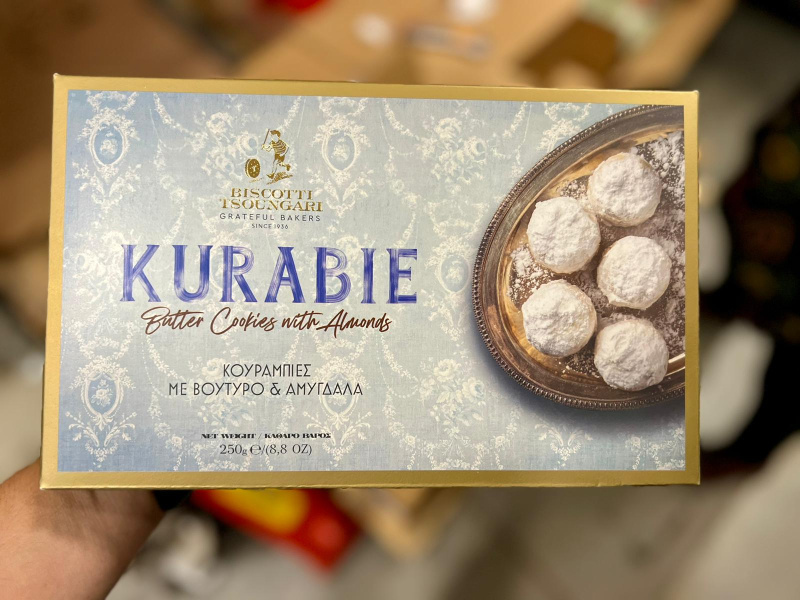 BISCOTTI
TSOUNGARI
GRATEFUL BAKERS
SINCE 1936
KURABIE
Butter Cookies with Almonds
ΚΟΥΡΑΜΠΙΕΣ
ΜΕ ΒΟΥΤΥΡΟ & ΑΜΥΓΔΑΛΑ
NET WEIGHT / ΚΑΘΑΡΟ ΒΑΡΟΣ
250g ℮/(8,8 OZ)